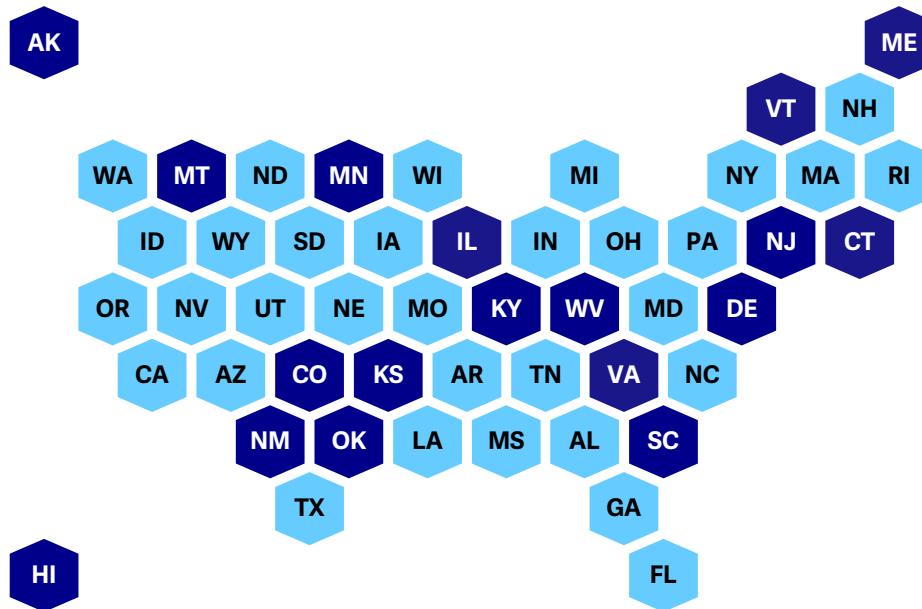 AK ME
VT NH
WA MT ND MN WI MI NY MA RI
ID WY SD IA IL IN OH PA NJ CT
OR NV UT NE MO KY WV MD DE
CA AZ CO KS AR TN VA NC
NM OK LA MS AL SC
TX GA
HI FL